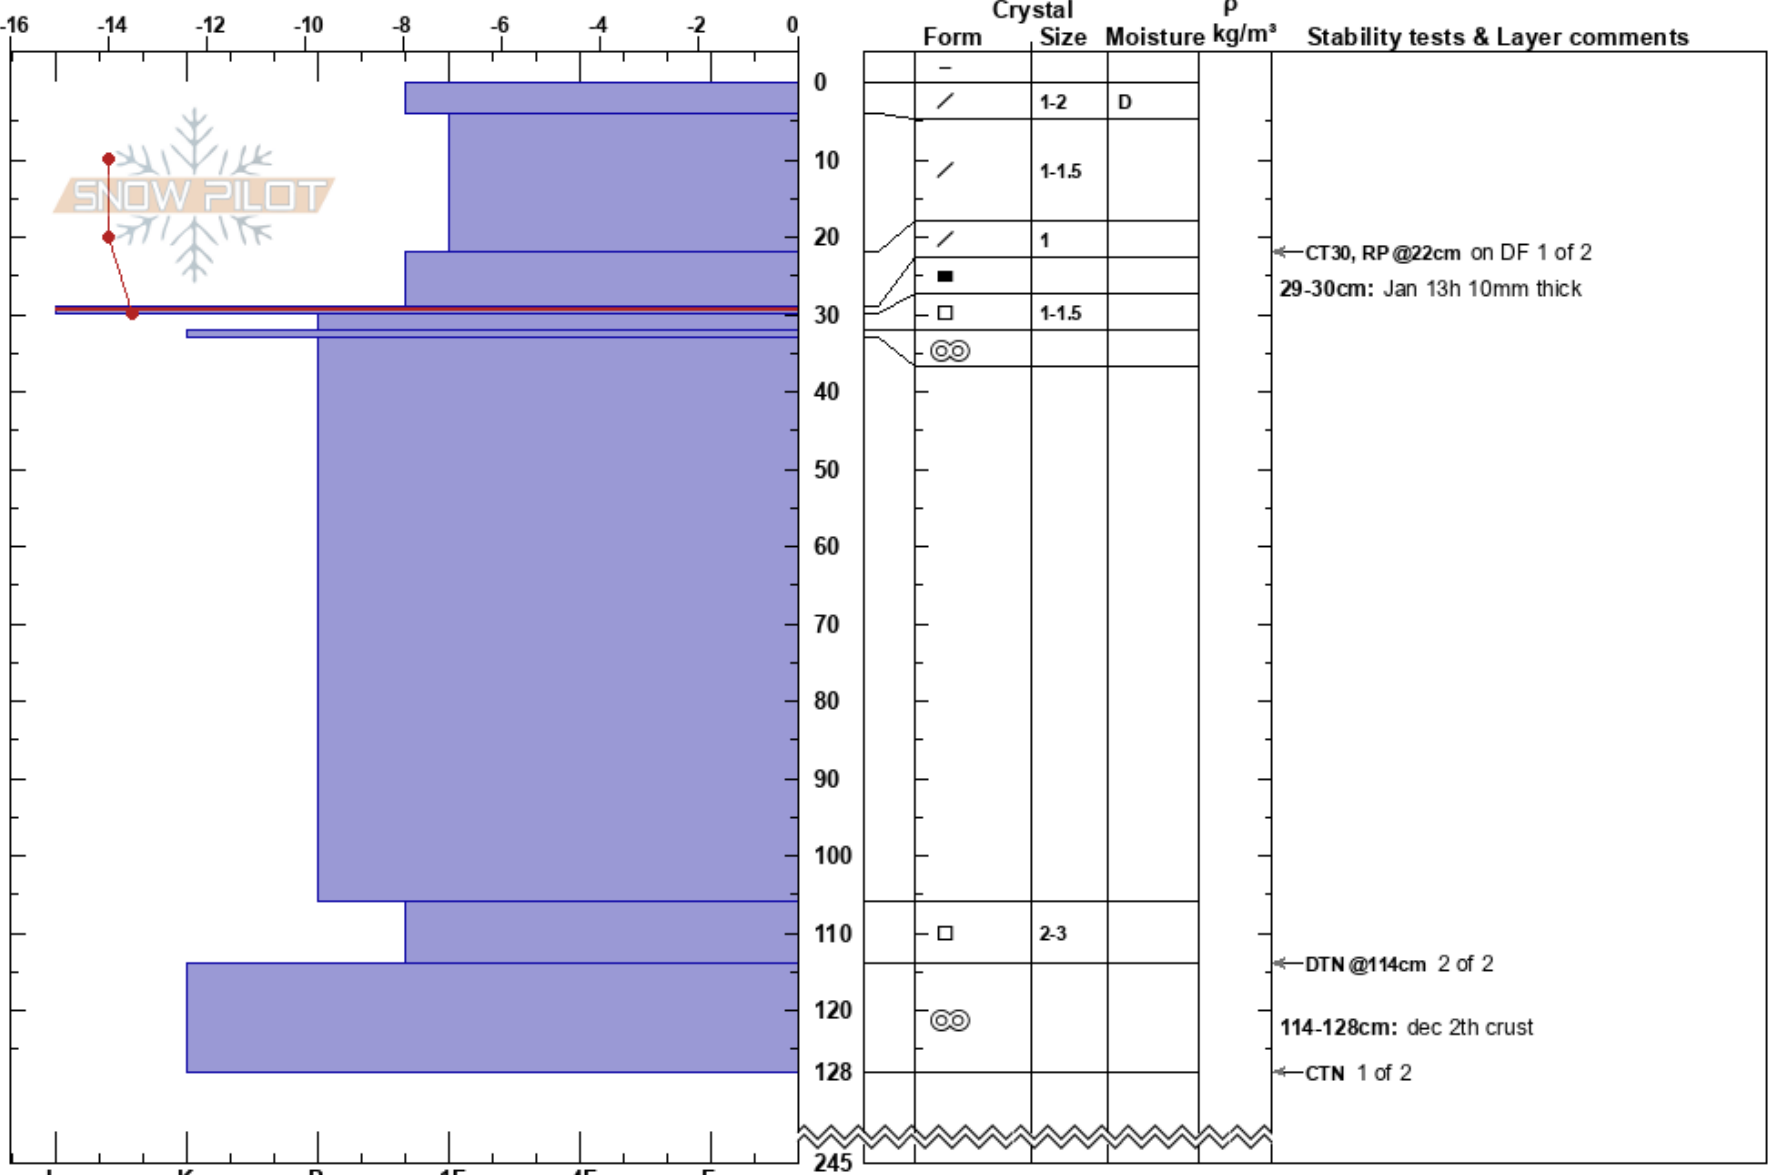 Crystal ρ
-16 -14 -12 -10 -8 -6 -4 -2 0 Form Size Moisture kg/m³ Stability tests & Layer comments
0
1-2 D
10
SNOW PILOT
1-1.5
20 1
CT30, RP @22cm on DF 1 of 2
29-30cm: Jan 13h 10mm thick
30 1-1.5
40
50
60
70
80
90
100
110 2-3
DTN @114cm 2 of 2
120
114-128cm: dec 2th crust
128 CTN 1 of 2
245